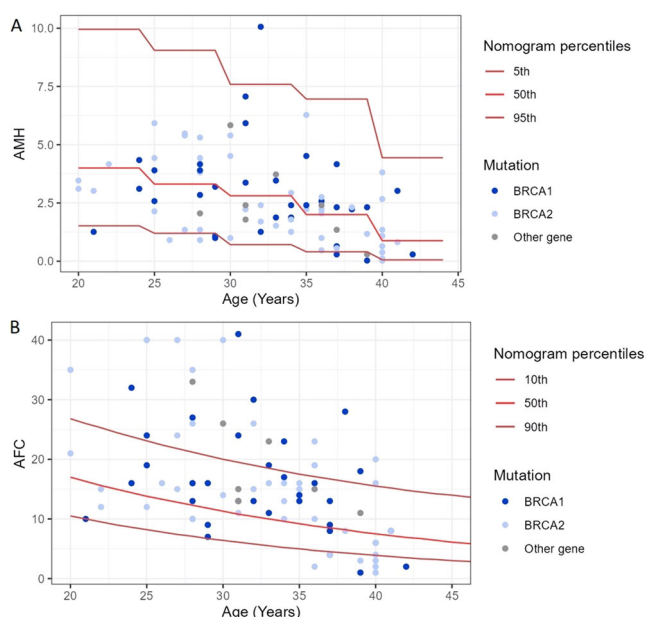 A
10.0
7.5
5.0
2.5
0.0
AMH
20 25 30 35 40 45
Age (Years)
Nomogram percentiles
5th
50th
95th
Mutation
BRCA1
BRCA2
Other gene
B
40
30
20
10
0
AFC
20 25 30 35 40 45
Age (Years)
Nomogram percentiles
10th
50th
90th
Mutation
BRCA1
BRCA2
Other gene